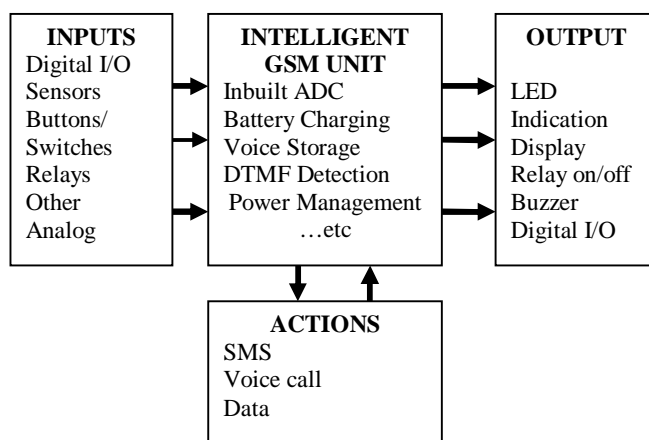 INPUTS
Digital I/O
Sensors
Buttons/
Switches
Relays
Other
Analog
INTELLIGENT
GSM UNIT
Inbuilt ADC
Battery Charging
Voice Storage
DTMF Detection
Power Management
…etc
OUTPUT
LED
Indication
Display
Relay on/off
Buzzer
Digital I/O
ACTIONS
SMS
Voice call
Data